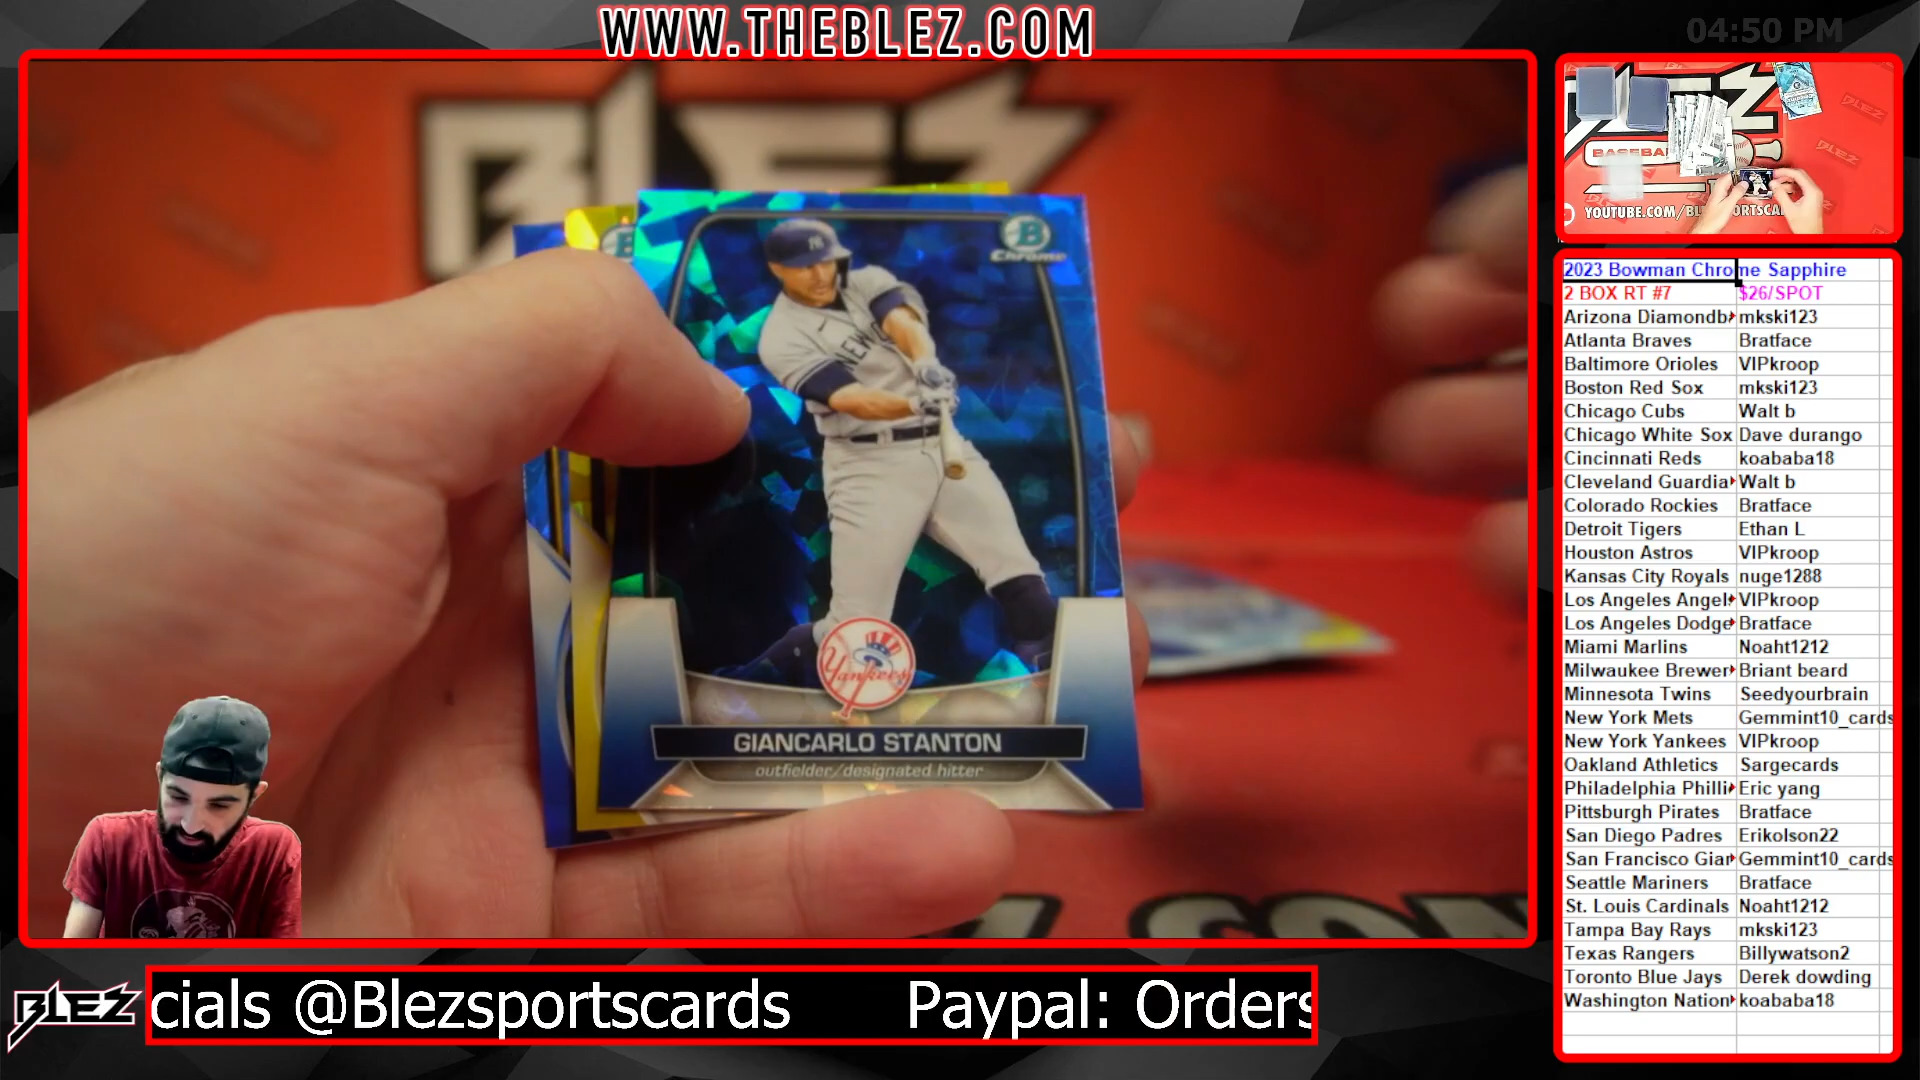 WWW.THEBLEZ.COM
04:50 PM
BLEZ
B
Chrome
NEW
NY
Yankees
GIANCARLO STANTON
outfielder/designated hitter
BLEZ
BASEBA
YOUTUBE.COM/BL
2023 Bowman Chrome Sapphire
2 BOX RT #7 $26/SPOT
Arizona Diamondb mkski123
Atlanta Braves Bratface
Baltimore Orioles VIPkroop
Boston Red Sox mkski123
Chicago Cubs Walt b
Chicago White Sox Dave durango
Cincinnati Reds koababa18
Cleveland Guardia Walt b
Colorado Rockies Bratface
Detroit Tigers Ethan L
Houston Astros VIPkroop
Kansas City Royals nuge1288
Los Angeles Angel VIPkroop
Los Angeles Dodge Bratface
Miami Marlins Noaht1212
Milwaukee Brewer Briant beard
Minnesota Twins Seedyourbrain
New York Mets Gemmint10_cards
New York Yankees VIPkroop
Oakland Athletics Sargecards
Philadelphia Philli Eric yang
Pittsburgh Pirates Bratface
San Diego Padres Erikolson22
San Francisco Gian Gemmint10_cards
Seattle Mariners Bratface
St. Louis Cardinals Noaht1212
Tampa Bay Rays mkski123
Texas Rangers Billywatson2
Toronto Blue Jays Derek dowding
Washington Nation koababa18
BLEZ
cials @Blezsportscards Paypal: Orders